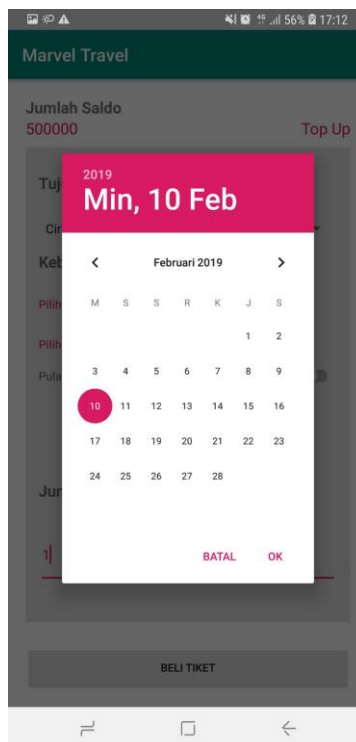 56% 17:12
Marvel Travel
Jumlah Saldo
500000 Top Up
2019
Min, 10 Feb
Februari 2019
M S S R K J S
1 2
3 4 5 6 7 8 9
10 11 12 13 14 15 16
17 18 19 20 21 22 23
24 25 26 27 28
1
BATAL OK
BELI TIKET